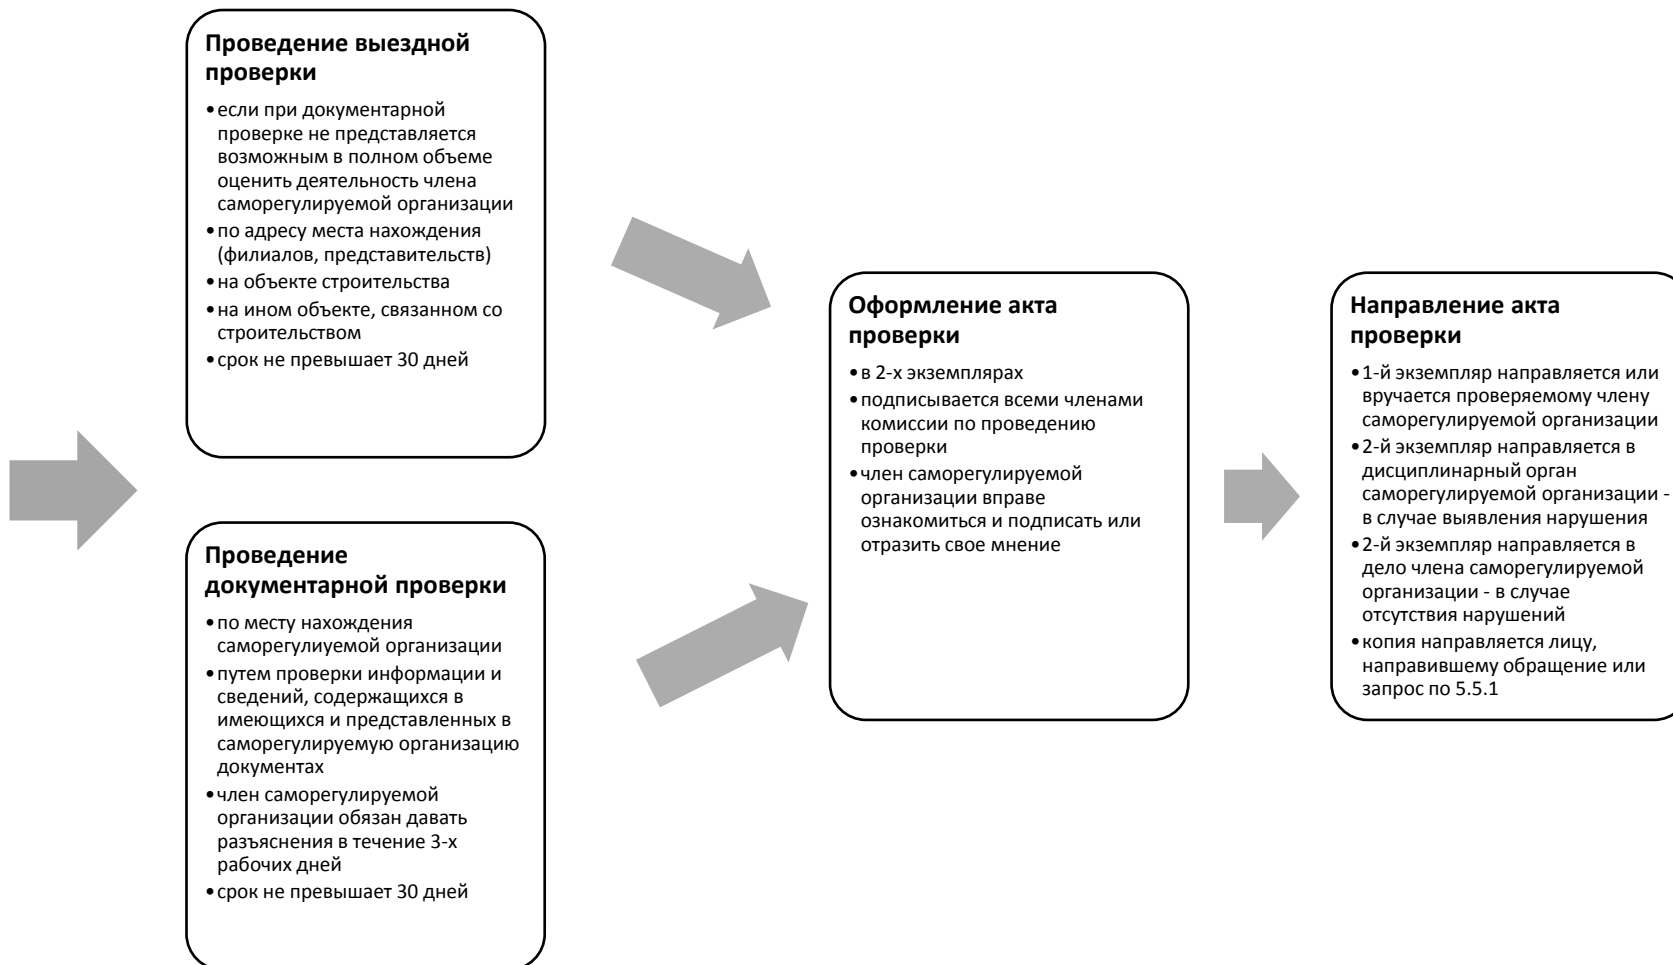 Проведение выездной
проверки
•если при документарной
проверке не представляется
возможным в полном объеме
оценить деятельность члена
саморегулируемой организации
•по адресу места нахождения
(филиалов, представительств)
•на объекте строительства
•на ином объекте, связанном со
строительством
•срок не превышает 30 дней
Проведение
документарной проверки
•по месту нахождения
саморегулиуемой организации
•путем проверки информации и
сведений, содержащихся в
имеющихся и представленных в
саморегулируемую организацию
документах
•член саморегулируемой
организации обязан давать
разъяснения в течение 3-х
рабочих дней
•срок не превышает 30 дней
Оформление акта
проверки
•в 2-х экземплярах
•подписывается всеми членами
комиссии по проведению
проверки
•член саморегулируемой
организации вправе
ознакомиться и подписать или
отразить свое мнение
Направление акта
проверки
•1-й экземпляр направляется или
вручается проверяемому члену
саморегулируемой организации
•2-й экземпляр направляется в
дисциплинарный орган
саморегулируемой организации -
в случае выявления нарушения
•2-й экземпляр направляется в
дело члена саморегулируемой
организации - в случае
отсутствия нарушений
•копия направляется лицу,
направившему обращение или
запрос по 5.5.1